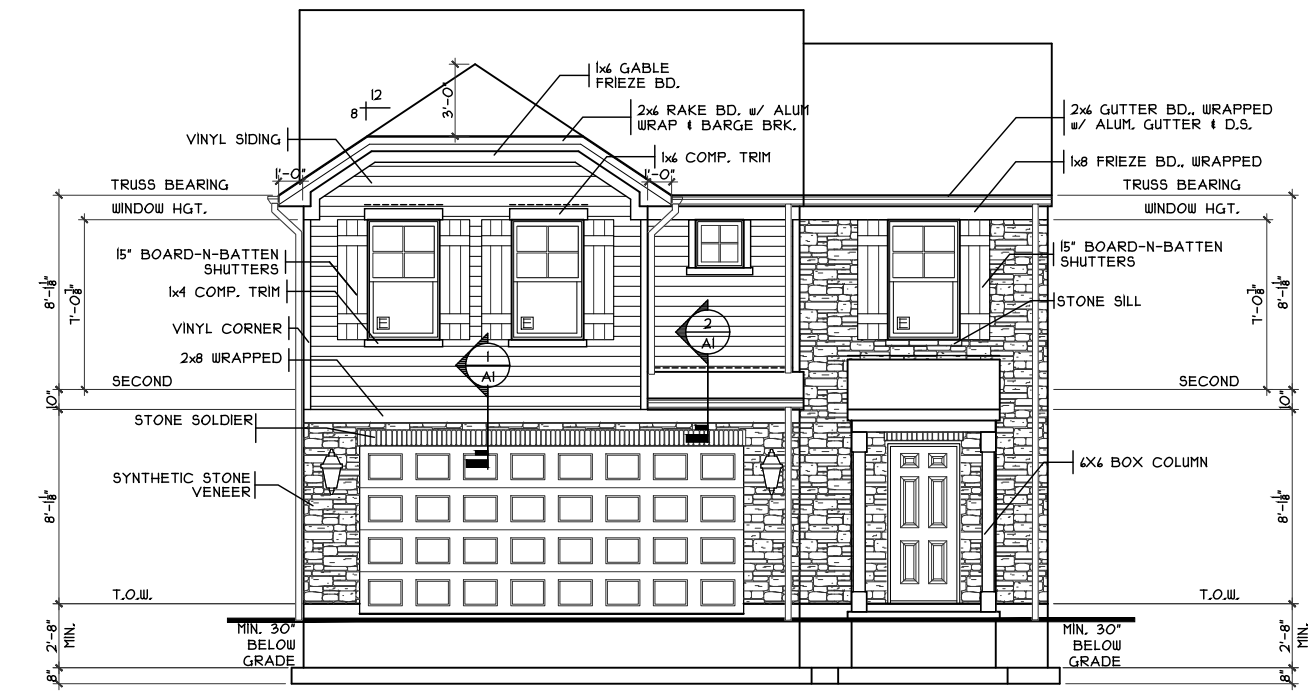 1x6 GABLE
FRIEZE BD.
12
8
3'-0"
2x6 RAKE BD. w/ ALUM
WRAP & BARGE BRK.
2x6 GUTTER BD., WRAPPED
w/ ALUM. GUTTER & D.S.
VINYL SIDING
1x6 COMP. TRIM
1x8 FRIEZE BD., WRAPPED
1'-0"
1'-0"
TRUSS BEARING
TRUSS BEARING
WINDOW HGT.
WINDOW HGT.
15" BOARD-N-BATTEN
SHUTTERS
15" BOARD-N-BATTEN
SHUTTERS
8'-1⅛"
7'-0⅞"
7'-0⅞"
8'-1⅛"
1x4 COMP. TRIM
STONE SILL
E
E
E
VINYL CORNER
2
A1
1
A1
2x8 WRAPPED
SECOND
SECOND
10"
10"
STONE SOLDIER
6X6 BOX COLUMN
SYNTHETIC STONE
VENEER
8'-1⅛"
8'-1⅛"
T.O.W.
T.O.W.
MIN. 30"
BELOW
GRADE
MIN. 30"
BELOW
GRADE
2'-8"
MIN.
2'-8"
MIN.
8"
8"